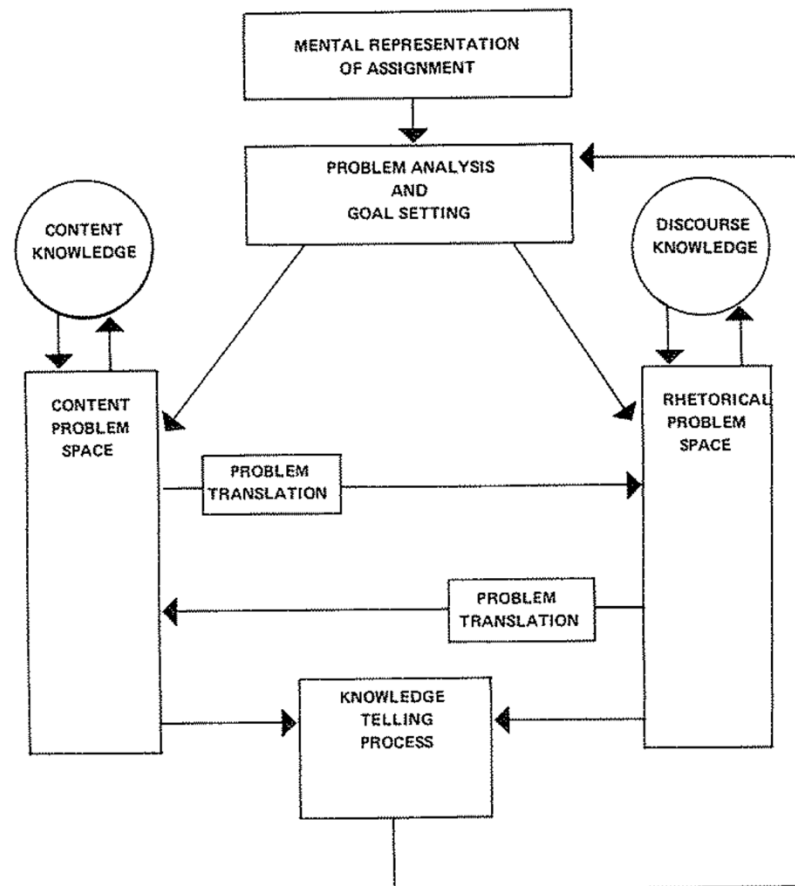 MENTAL REPRESENTATION
OF ASSIGNMENT
PROBLEM ANALYSIS
AND
GOAL SETTING
CONTENT
KNOWLEDGE
DISCOURSE
KNOWLEDGE
CONTENT
PROBLEM
SPACE
RHETORICAL
PROBLEM
SPACE
PROBLEM
TRANSLATION
PROBLEM
TRANSLATION
KNOWLEDGE
TELLING
PROCESS